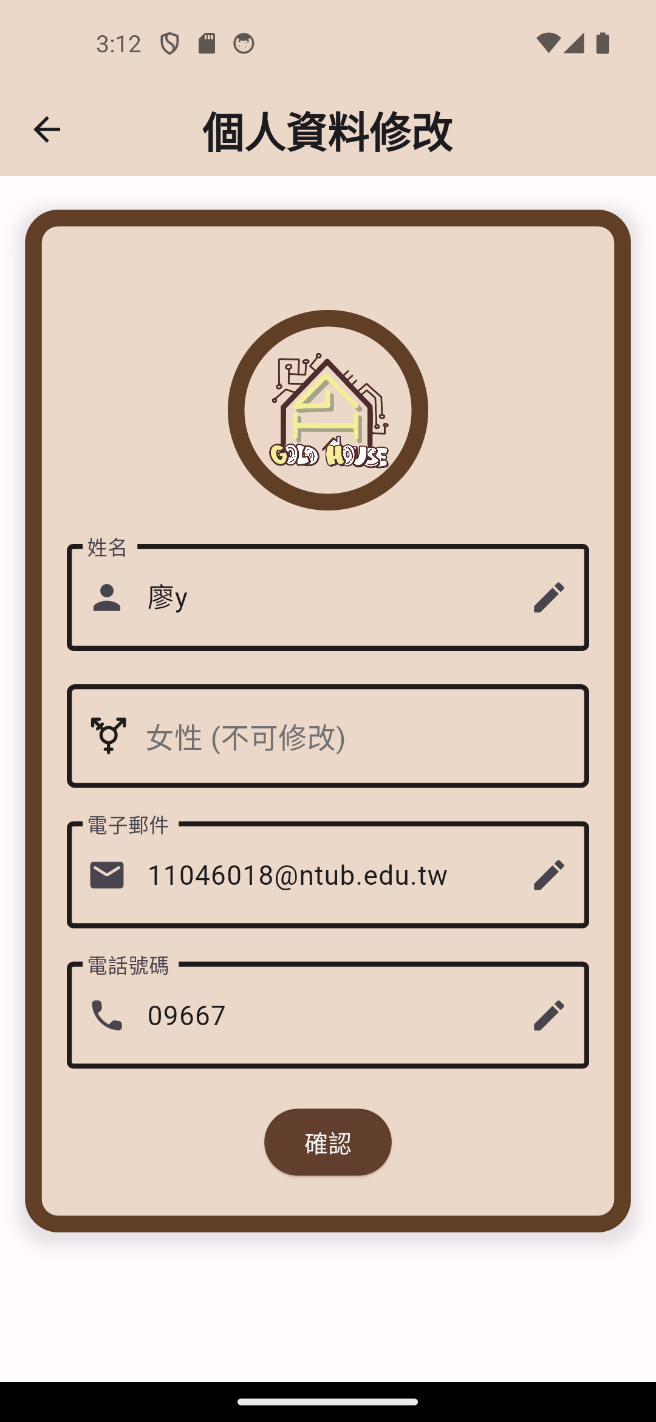 3:12
個人資料修改
GOLD HOUSE
姓名
廖y
女性 (不可修改)
電子郵件
11046018@ntub.edu.tw
電話號碼
09667
確認